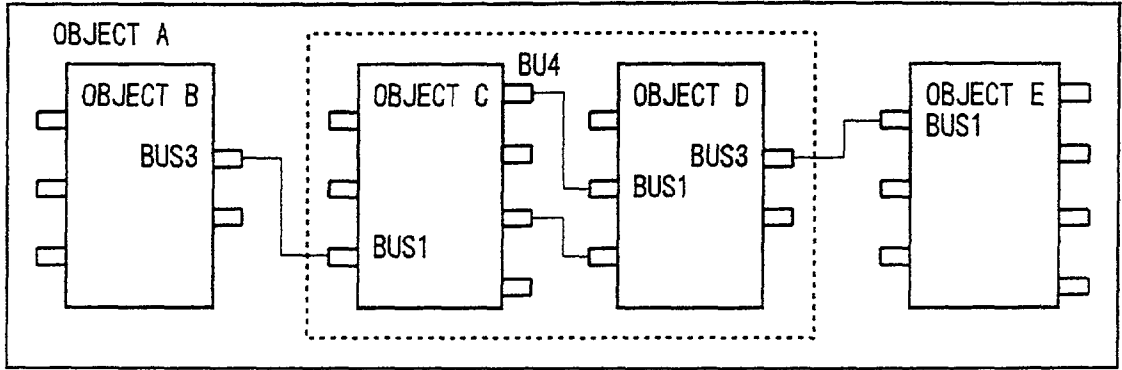 OBJECT A
BU4
OBJECT B
OBJECT C
OBJECT D
OBJECT E
BUS1
BUS3
BUS3
BUS1
BUS1